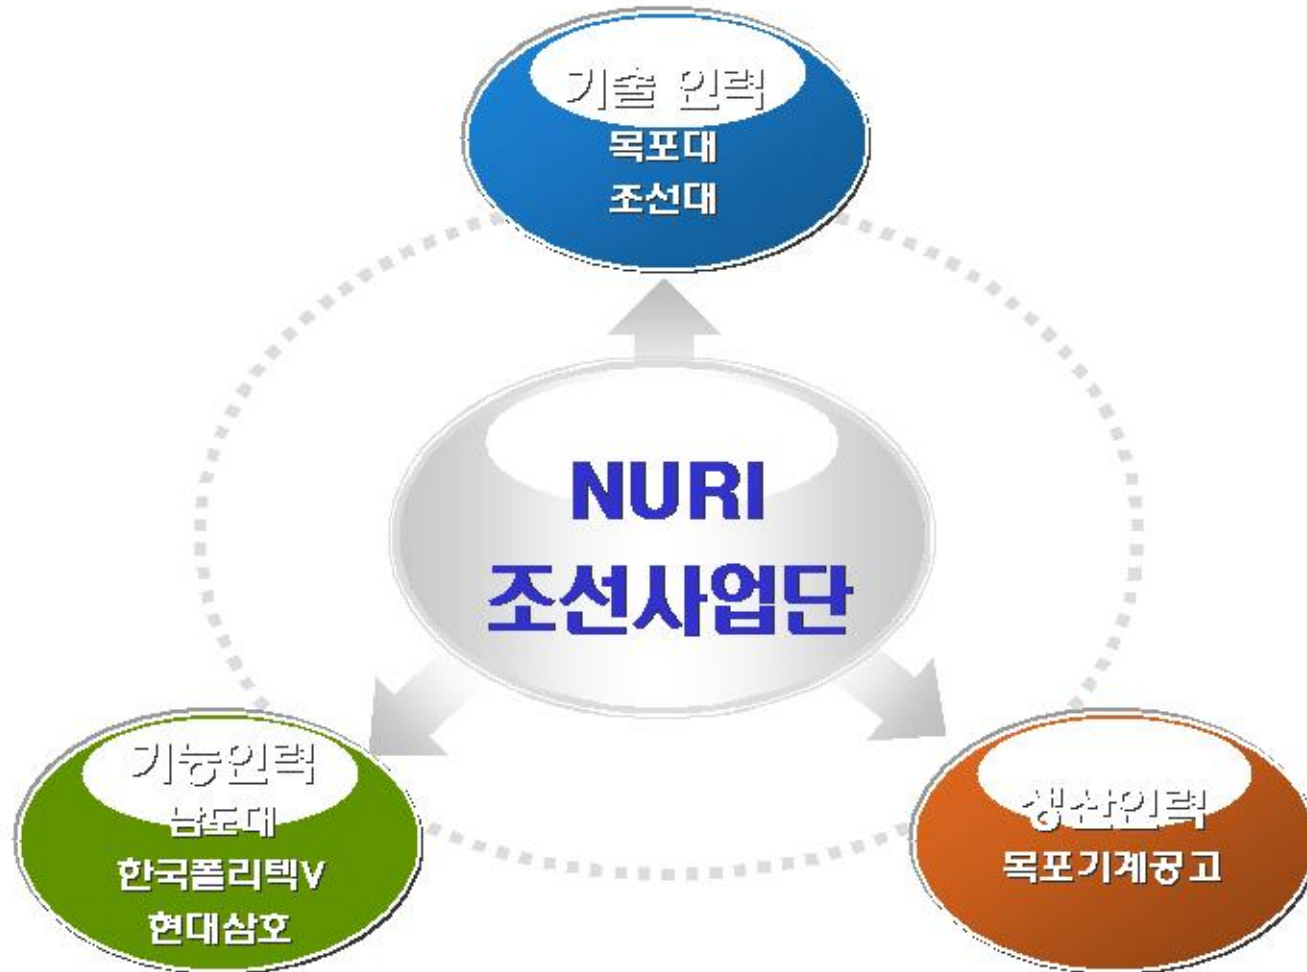 기술 인력
목포대
조선대
NURI
조선사업단
기능인력
남도대
한국폴리텍V
현대삼호
생산인력
목포기계공고